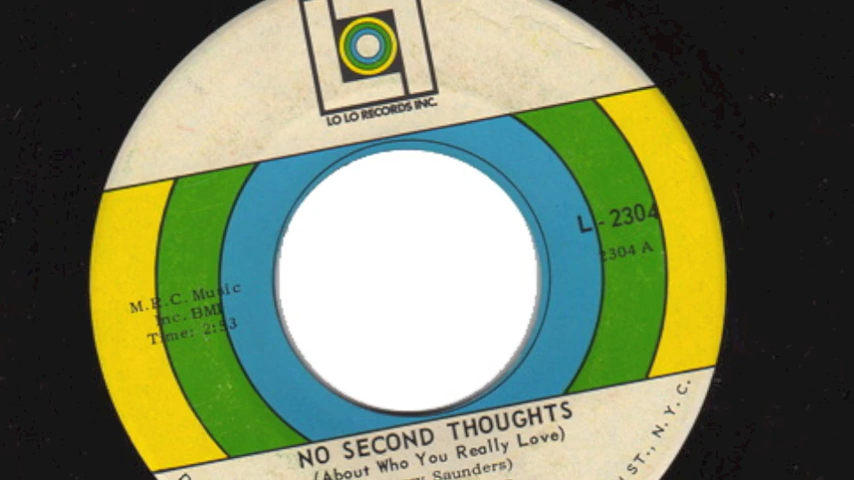 LO LO RECORDS INC.
L - 2304
2304 A
M.R.C. Music
Inc. BMI
Time: 2:53
NO SECOND THOUGHTS
(About Who You Really Love)
Saunders)
ST., N.Y.C.